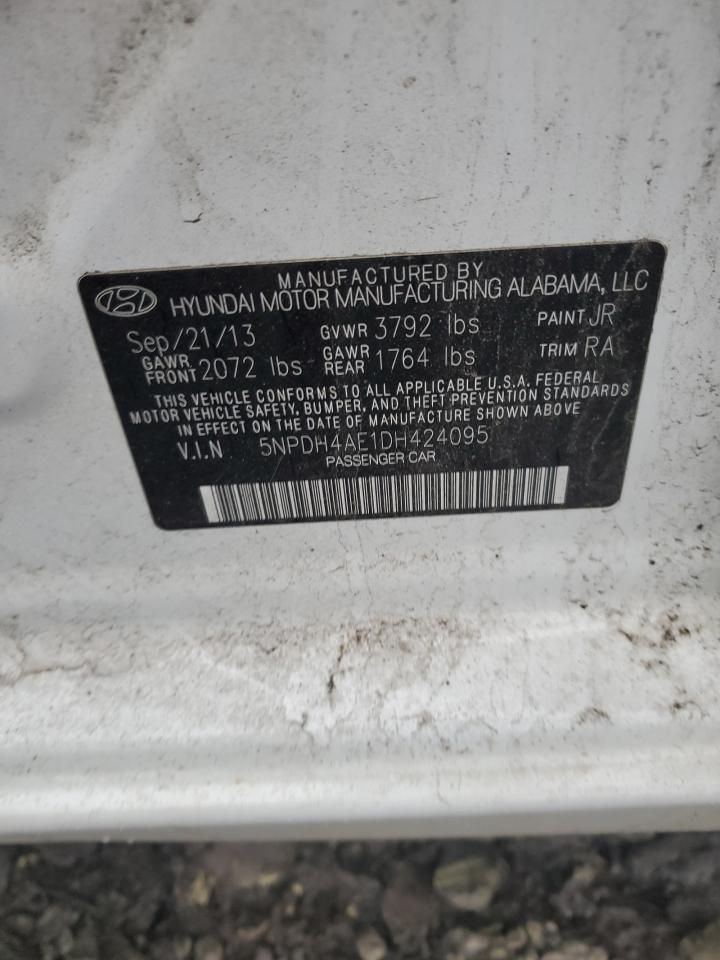 MANUFACTURED BY
HYUNDAI MOTOR MANUFACTURING ALABAMA, LLC
Sep/21/13 GVWR 3792 lbs PAINT JR
GAWR FRONT 2072 lbs GAWR REAR 1764 lbs TRIM RA
THIS VEHICLE CONFORMS TO ALL APPLICABLE U.S.A. FEDERAL
MOTOR VEHICLE SAFETY, BUMPER, AND THEFT PREVENTION STANDARDS
IN EFFECT ON THE DATE OF MANUFACTURE SHOWN ABOVE.
V.I.N 5NPDH4AE1DH424095
PASSENGER CAR